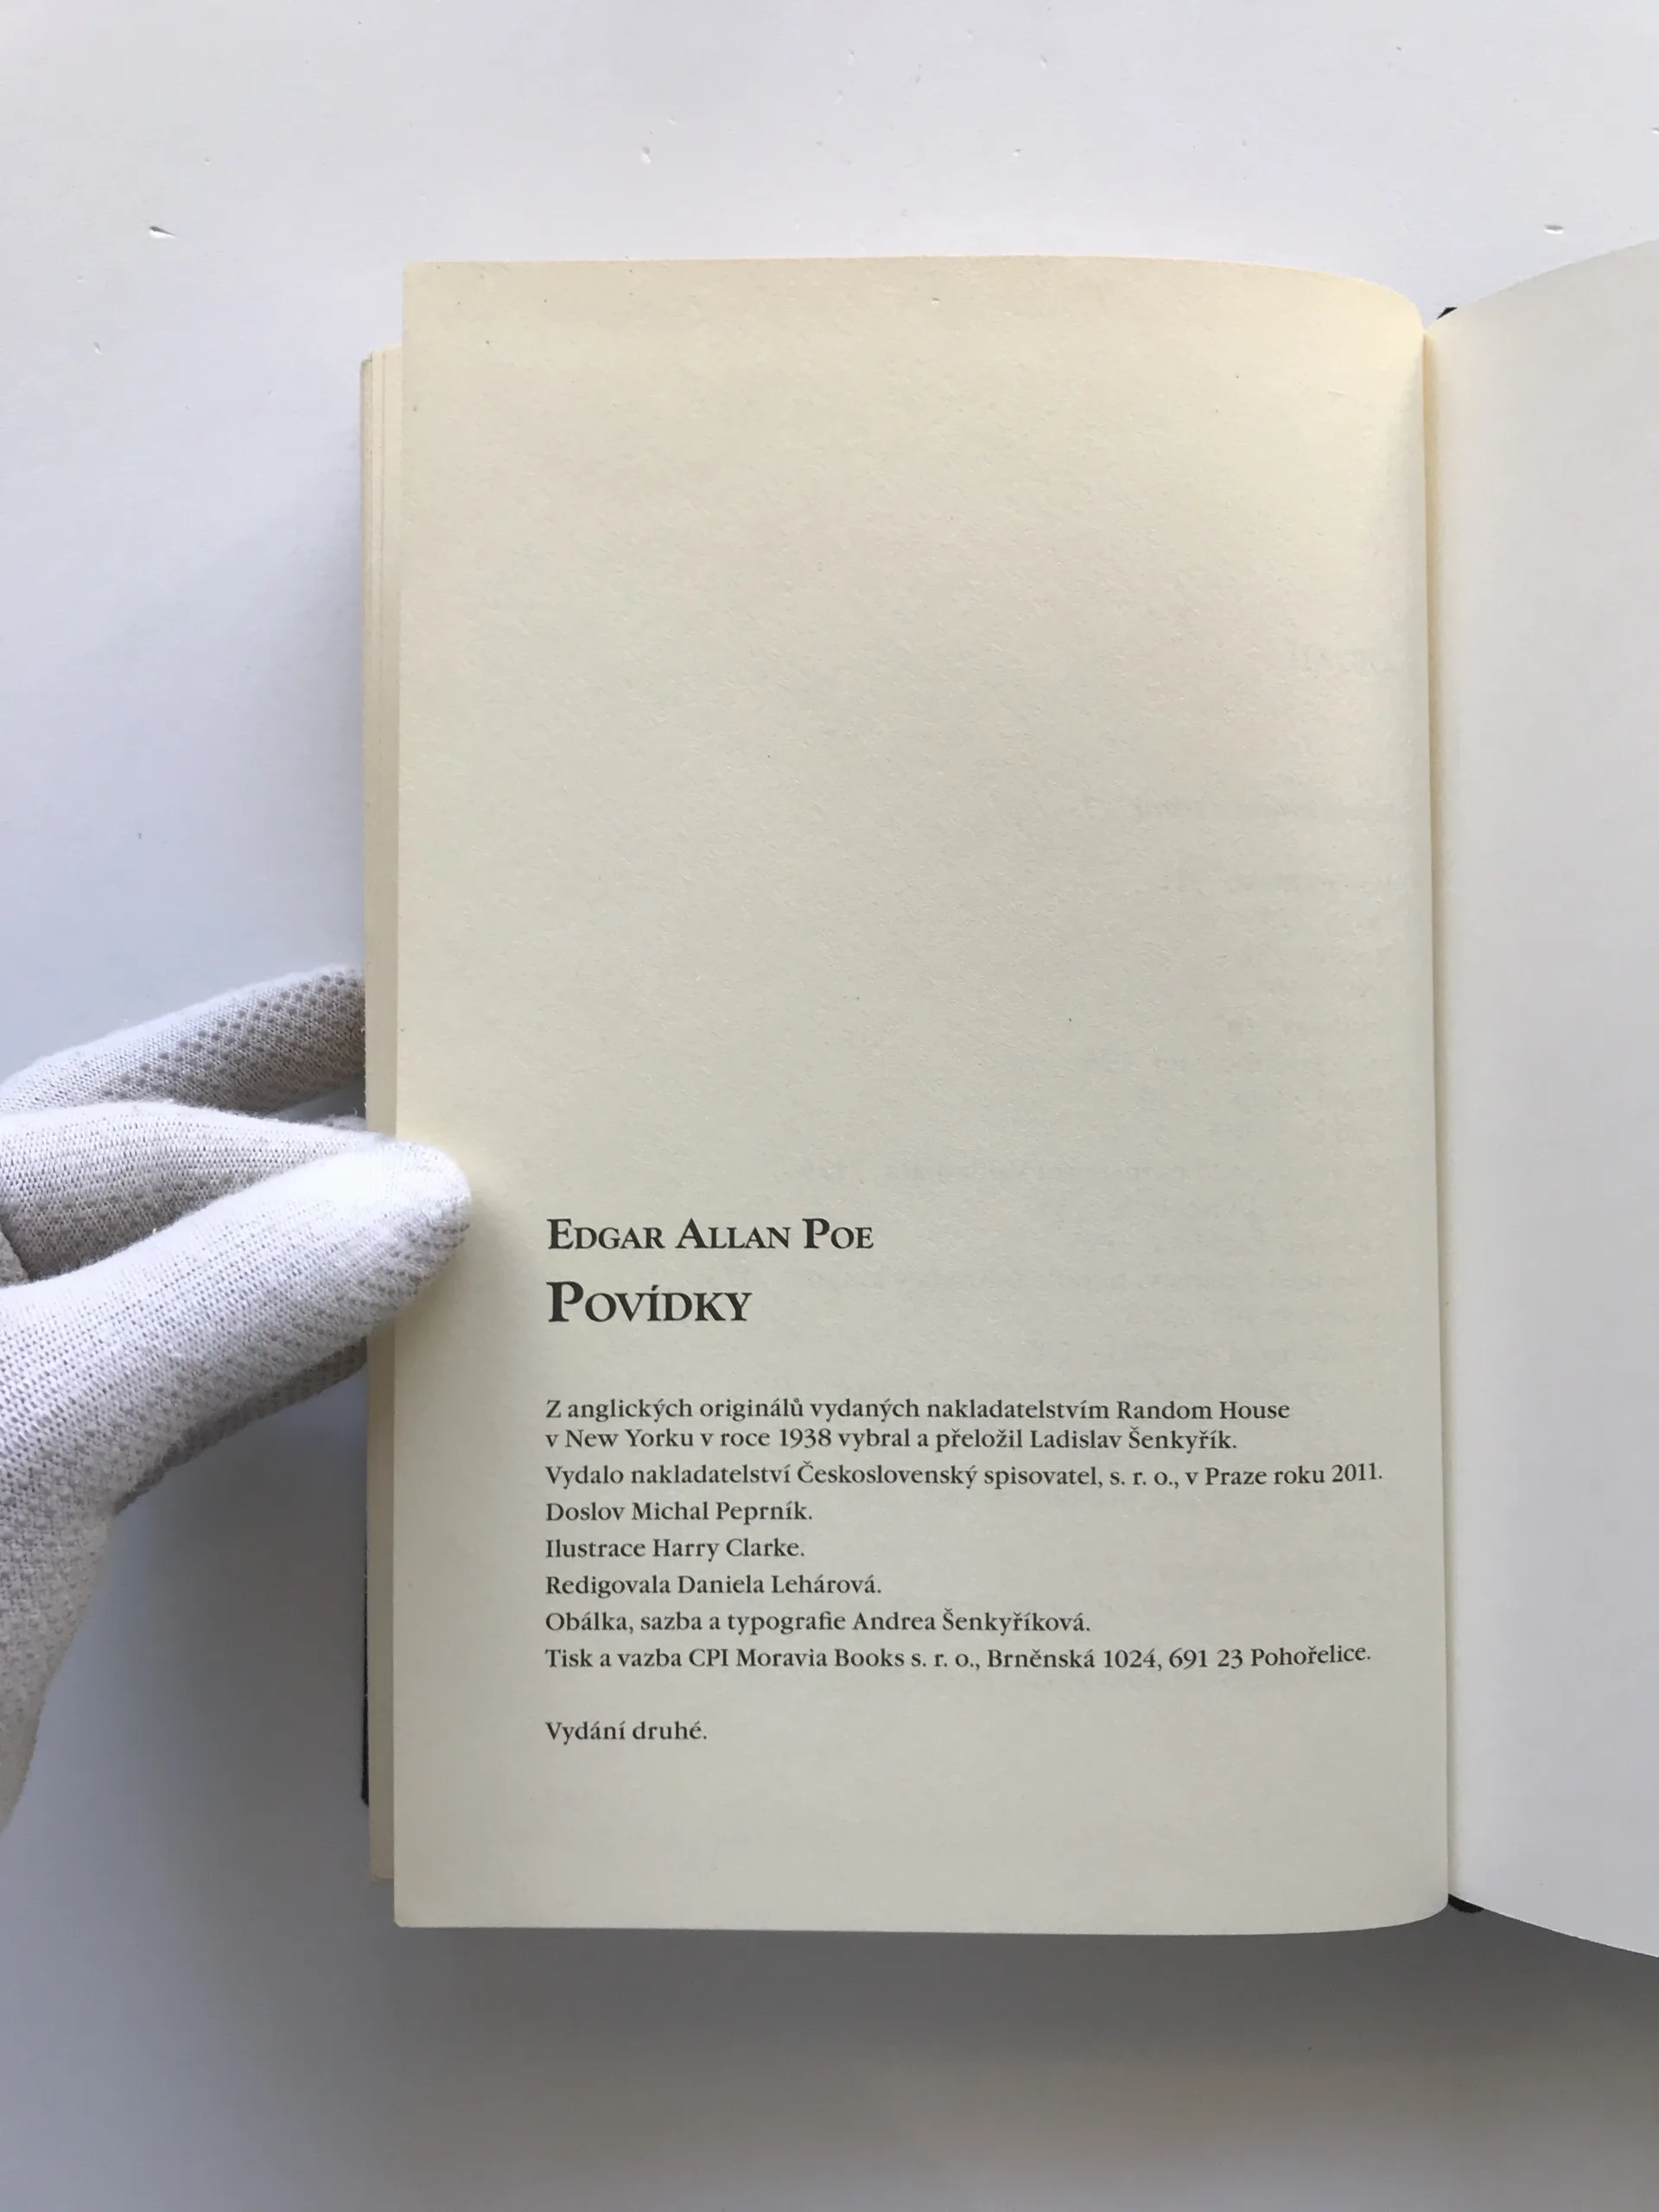 EDGAR ALLAN POE
POVÍDKY
Z anglických originálů vydaných nakladatelstvím Random House
v New Yorku v roce 1938 vybral a přeložil Ladislav Šenkyřík.
Vydalo nakladatelství Československý spisovatel, s. r. o., v Praze roku 2011.
Doslov Michal Peprník.
Ilustrace Harry Clarke.
Redigovala Daniela Lehárová.
Obálka, sazba a typografie Andrea Šenkyříková.
Tisk a vazba CPI Moravia Books s. r. o., Brněnská 1024, 691 23 Pohořelice.
Vydání druhé.